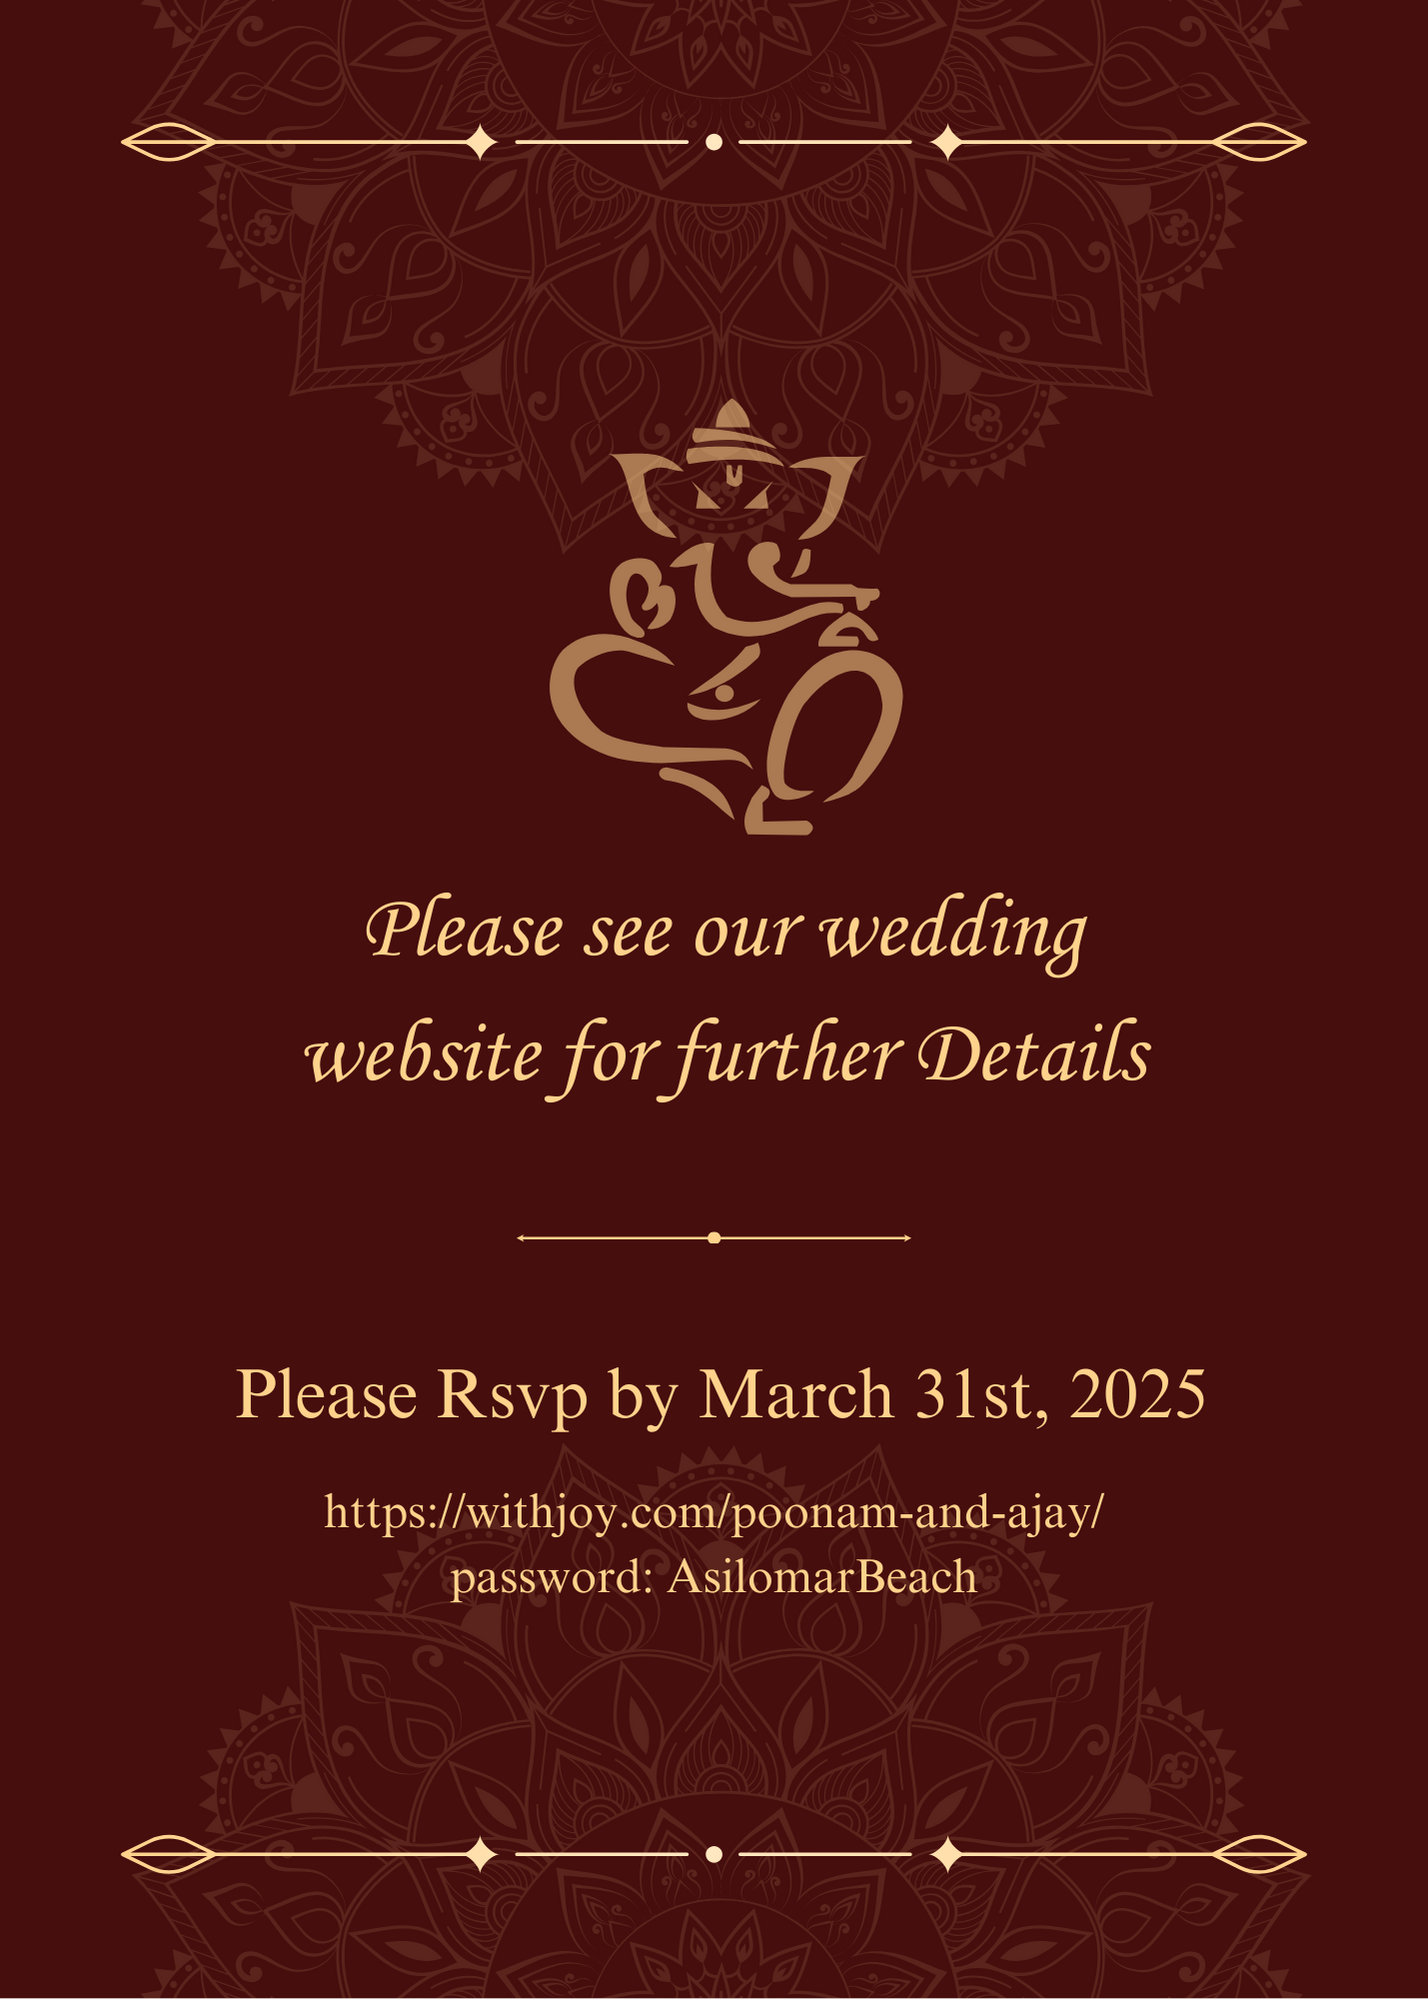 Please see our wedding
website for further Details
Please Rsvp by March 31st, 2025
https://withjoy.com/poonam-and-ajay/
password: AsilomarBeach